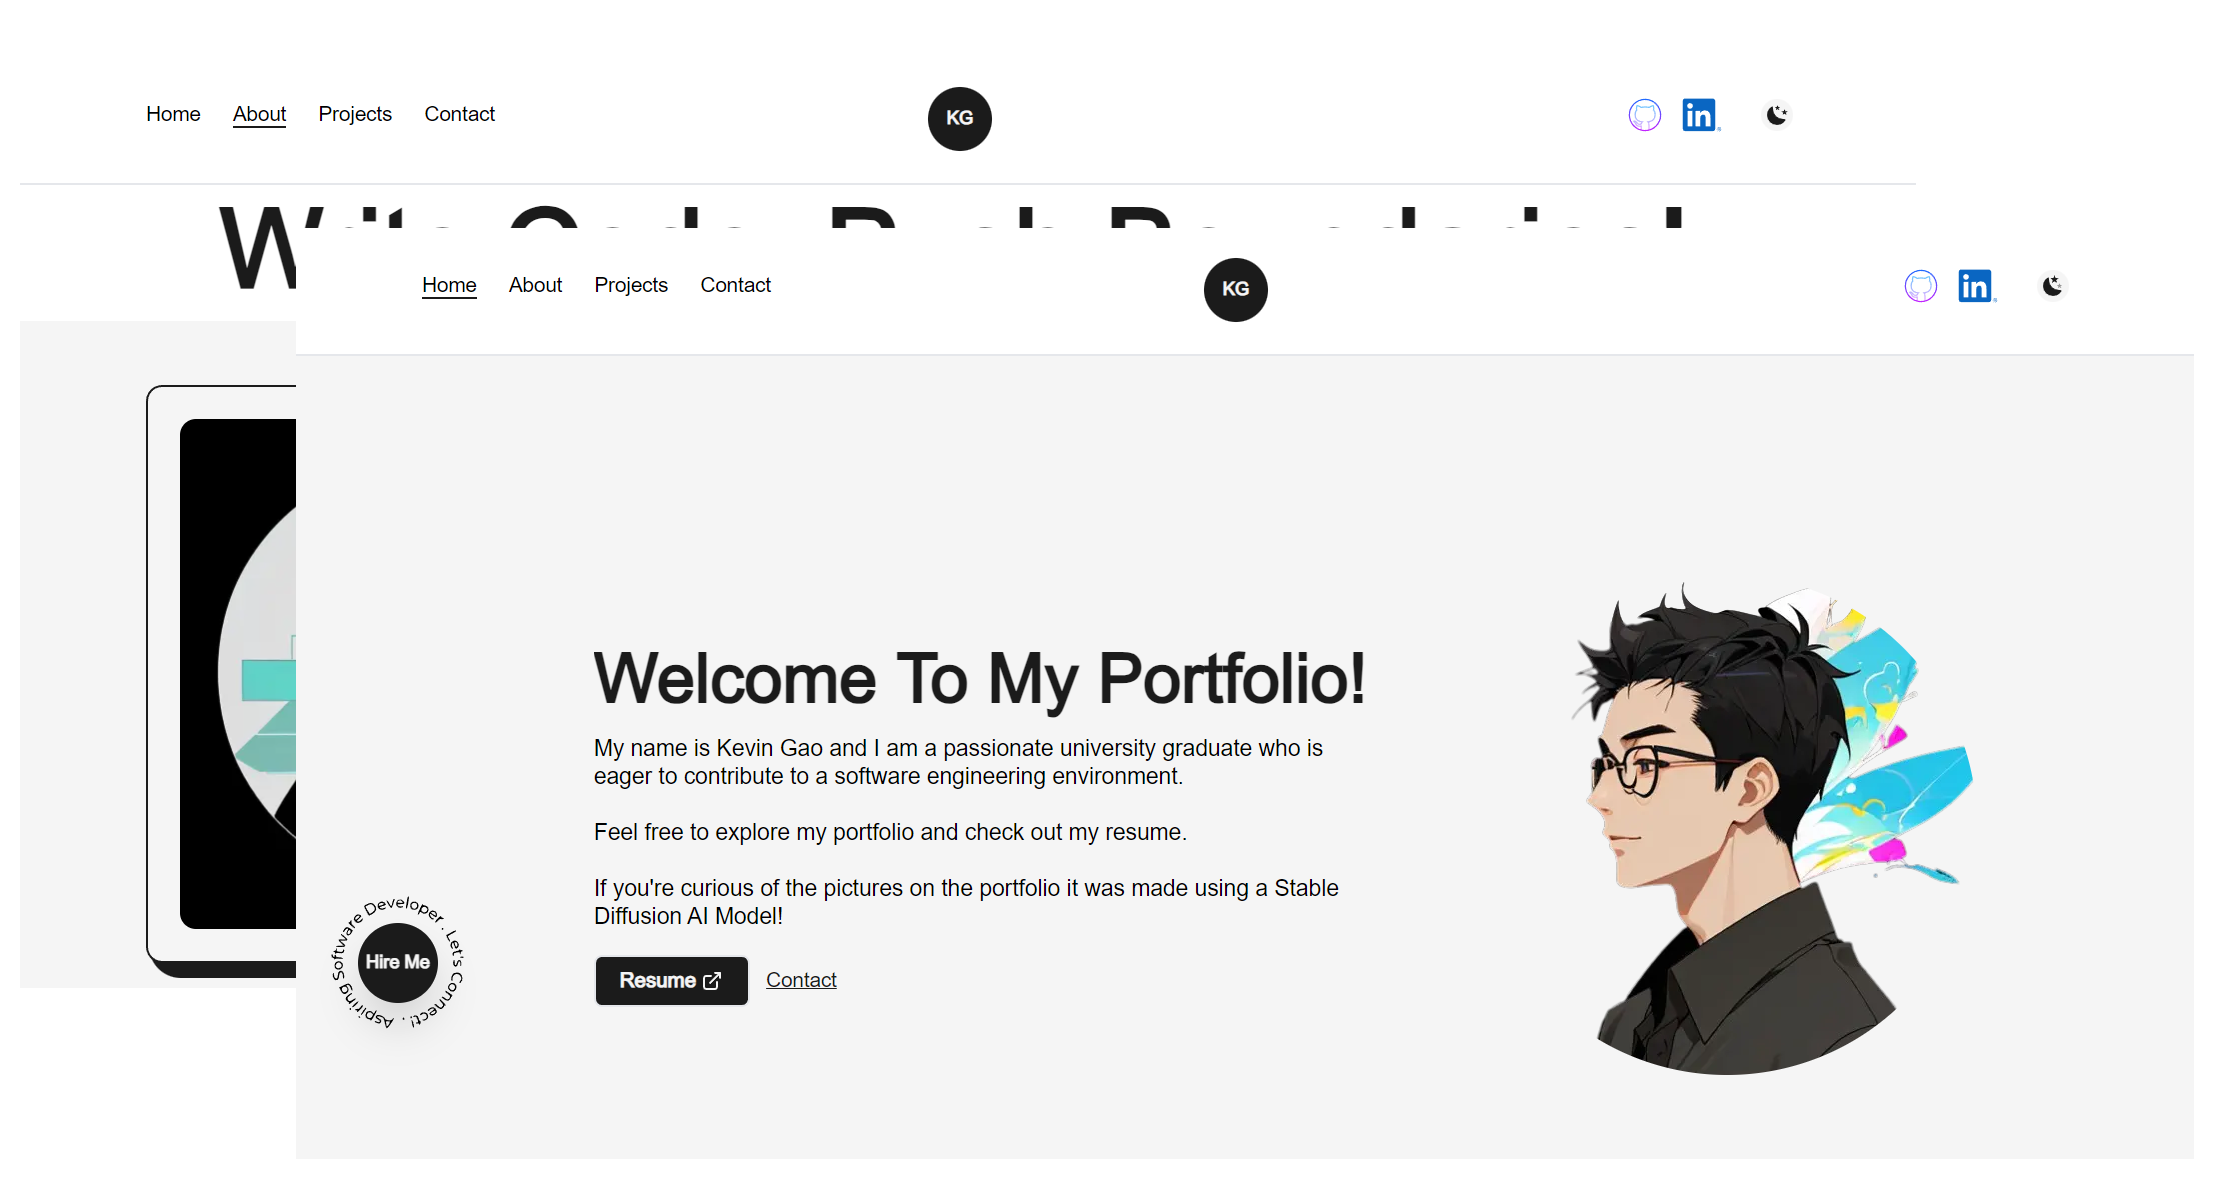 Home About Projects Contact
KG
in
Home About Projects Contact
KG
in
Welcome To My Portfolio!
My name is Kevin Gao and I am a passionate university graduate who is
eager to contribute to a software engineering environment.
Feel free to explore my portfolio and check out my resume.
If you're curious of the pictures on the portfolio it was made using a Stable
Diffusion AI Model!
Resume Contact
Aspiring Software Developer . Let's Connect! .
Hire Me